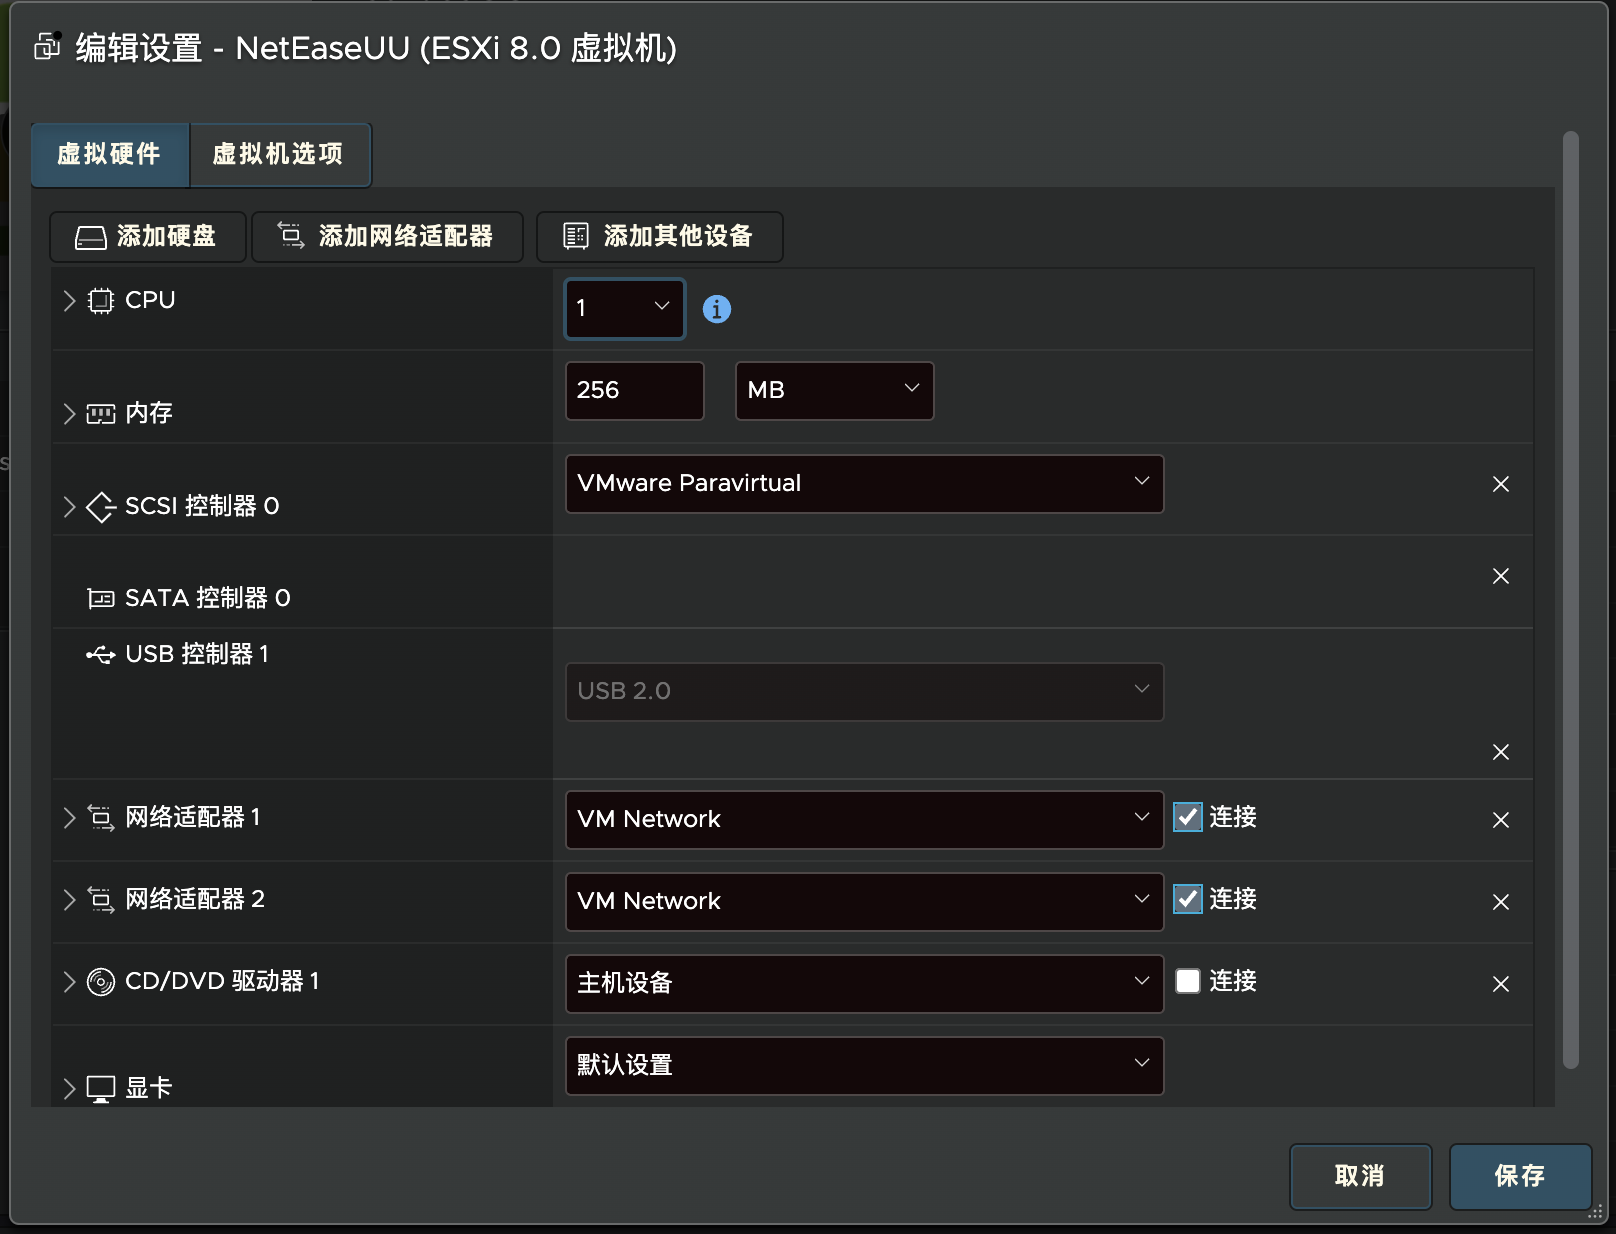 编辑设置 - NetEaseUU (ESXi 8.0 虚拟机)
虚拟硬件 虚拟机选项
添加硬盘 添加网络适配器 添加其他设备
CPU 1
内存 256 MB
SCSI 控制器 0 VMware Paravirtual
SATA 控制器 0
USB 控制器 1
USB 2.0
网络适配器 1 VM Network 连接
网络适配器 2 VM Network 连接
CD/DVD 驱动器 1 主机设备 连接
显卡 默认设置
取消 保存